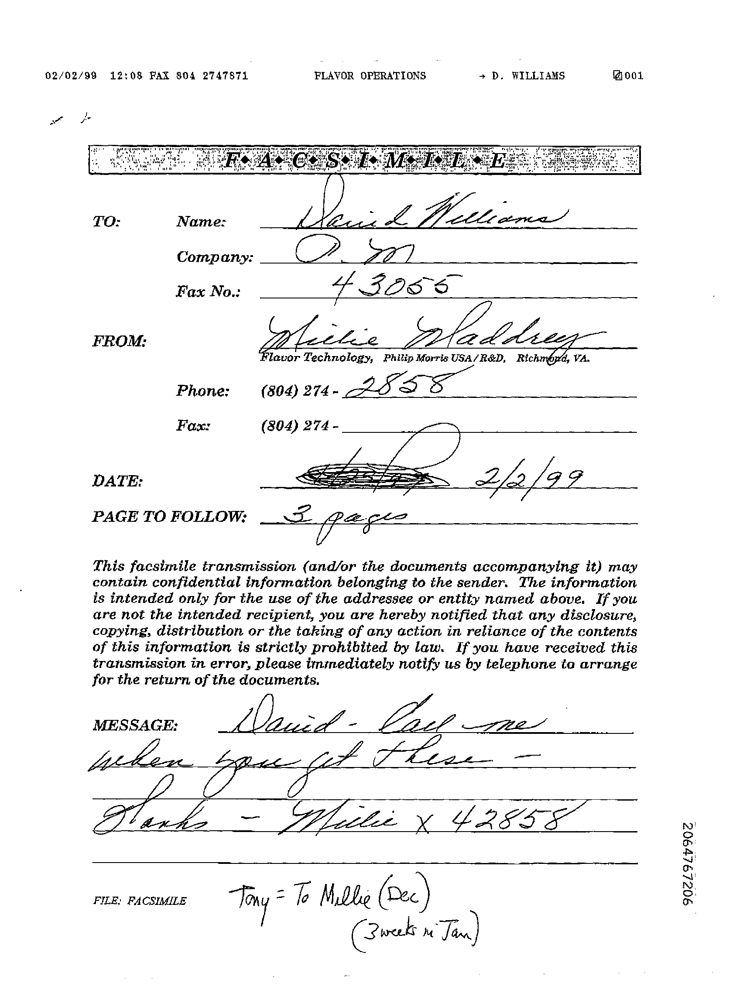 02/02/99 12:08 FAX 804 2747871 FLAVOR OPERATIONS → D. WILLIAMS 001
F♦ A♦ C♦ S♦ I♦ M♦ I♦ L♦ E
TO: Name: David Williams
Company: P. M
Fax No.: 43055
FROM: Millie Maddrey
Flavor Technology, Philip Morris USA/R&D, Richmond, VA.
Phone: (804) 274 - 2858
Fax: (804) 274 -
DATE: 2/2/99
PAGE TO FOLLOW: 3 pages
This facsimile transmission (and/or the documents accompanying it) may
contain confidential information belonging to the sender. The information
is intended only for the use of the addressee or entity named above. If you
are not the intended recipient, you are hereby notified that any disclosure,
copying, distribution or the taking of any action in reliance of the contents
of this information is strictly prohibited by law. If you have received this
transmission in error, please immediately notify us by telephone to arrange
for the return of the documents.
MESSAGE: David - Call me
when you get these -
Thanks - Millie X 42858
FILE: FACSIMILE Tony = To Millie (Dec)
(3 weeks in Jan)
2064767206